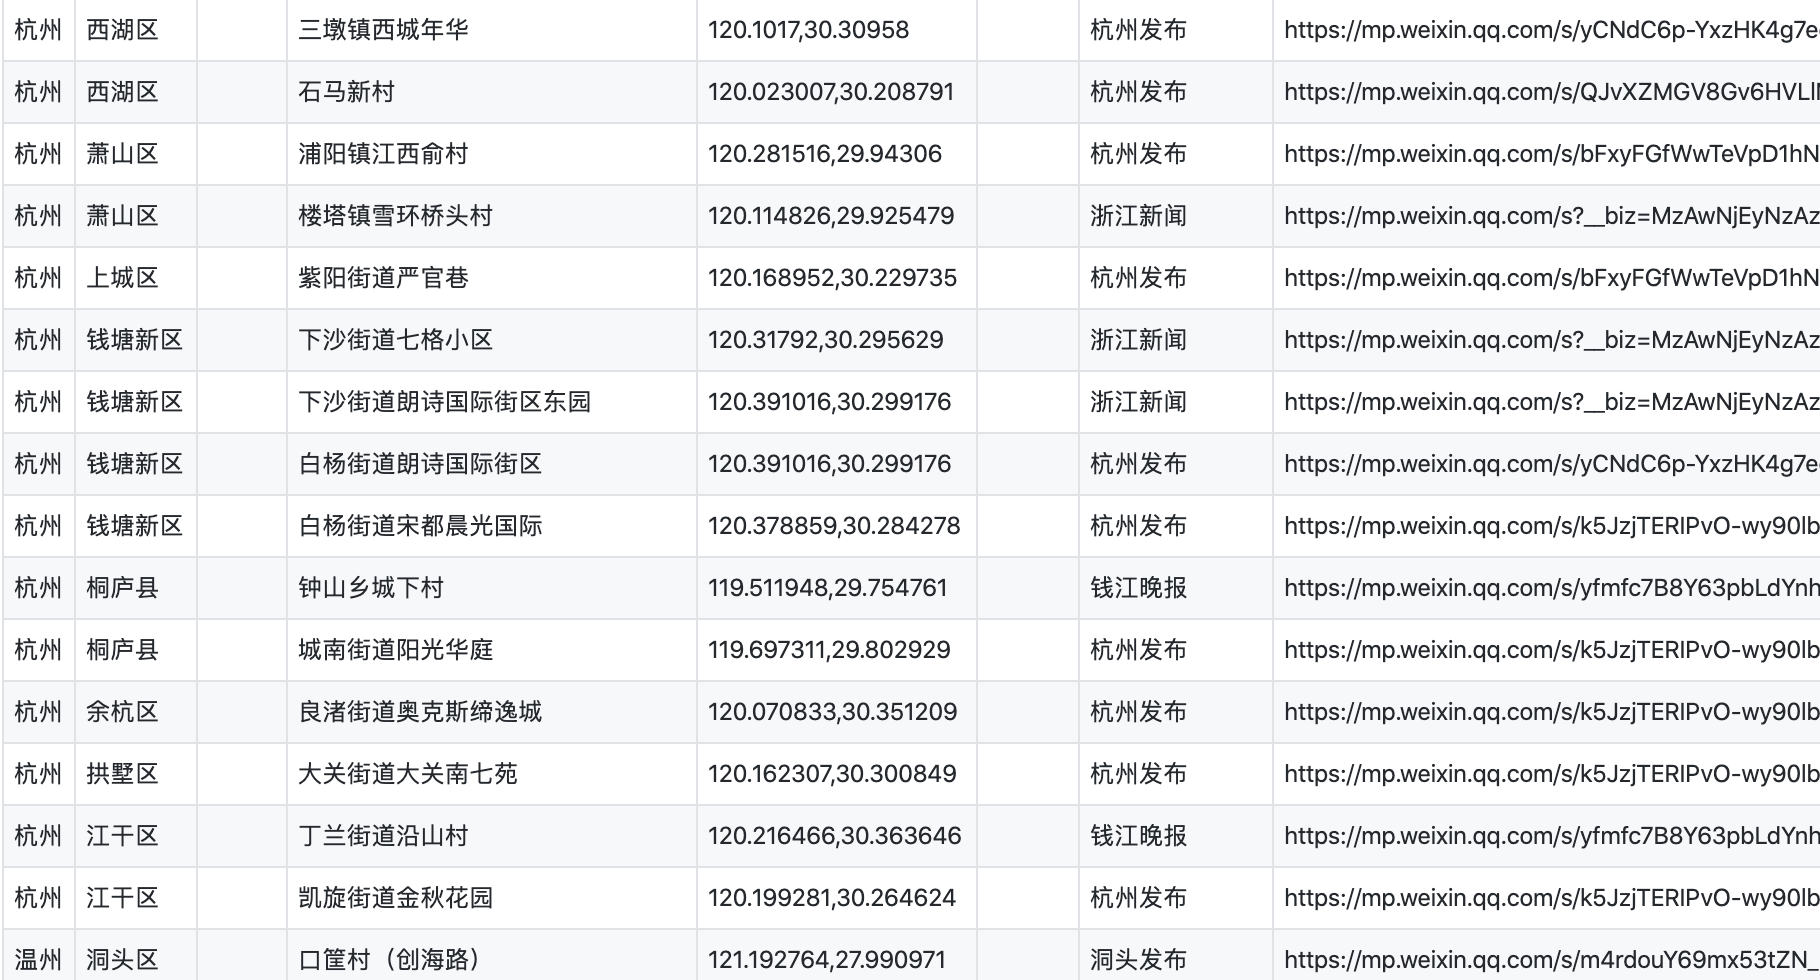 杭州 西湖区 三墩镇西城年华 120.1017,30.30958 杭州发布 https://mp.weixin.qq.com/s/yCNdC6p-YxzHK4g7e
杭州 西湖区 石马新村 120.023007,30.208791 杭州发布 https://mp.weixin.qq.com/s/QJvXZMGV8Gv6HVLI
杭州 萧山区 浦阳镇江西俞村 120.281516,29.94306 杭州发布 https://mp.weixin.qq.com/s/bFxyFGfWwTeVpD1hN
杭州 萧山区 楼塔镇雪环桥头村 120.114826,29.925479 浙江新闻 https://mp.weixin.qq.com/s?__biz=MzAwNjEyNzAz
杭州 上城区 紫阳街道严官巷 120.168952,30.229735 杭州发布 https://mp.weixin.qq.com/s/bFxyFGfWwTeVpD1hN
杭州 钱塘新区 下沙街道七格小区 120.31792,30.295629 浙江新闻 https://mp.weixin.qq.com/s?__biz=MzAwNjEyNzAz
杭州 钱塘新区 下沙街道朗诗国际街区东园 120.391016,30.299176 浙江新闻 https://mp.weixin.qq.com/s?__biz=MzAwNjEyNzAz
杭州 钱塘新区 白杨街道朗诗国际街区 120.391016,30.299176 杭州发布 https://mp.weixin.qq.com/s/yCNdC6p-YxzHK4g7e
杭州 钱塘新区 白杨街道宋都晨光国际 120.378859,30.284278 杭州发布 https://mp.weixin.qq.com/s/k5JzjTERIPvO-wy90lb
杭州 桐庐县 钟山乡城下村 119.511948,29.754761 钱江晚报 https://mp.weixin.qq.com/s/yfmfc7B8Y63pbLdYnh
杭州 桐庐县 城南街道阳光华庭 119.697311,29.802929 杭州发布 https://mp.weixin.qq.com/s/k5JzjTERIPvO-wy90lb
杭州 余杭区 良渚街道奥克斯缔逸城 120.070833,30.351209 杭州发布 https://mp.weixin.qq.com/s/k5JzjTERIPvO-wy90lb
杭州 拱墅区 大关街道大关南七苑 120.162307,30.300849 杭州发布 https://mp.weixin.qq.com/s/k5JzjTERIPvO-wy90lb
杭州 江干区 丁兰街道沿山村 120.216466,30.363646 钱江晚报 https://mp.weixin.qq.com/s/yfmfc7B8Y63pbLdYnh
杭州 江干区 凯旋街道金秋花园 120.199281,30.264624 杭州发布 https://mp.weixin.qq.com/s/k5JzjTERIPvO-wy90lb
温州 洞头区 口筐村（创海路） 121.192764,27.990971 洞头发布 https://mp.weixin.qq.com/s/m4rdouY69mx53tZN_